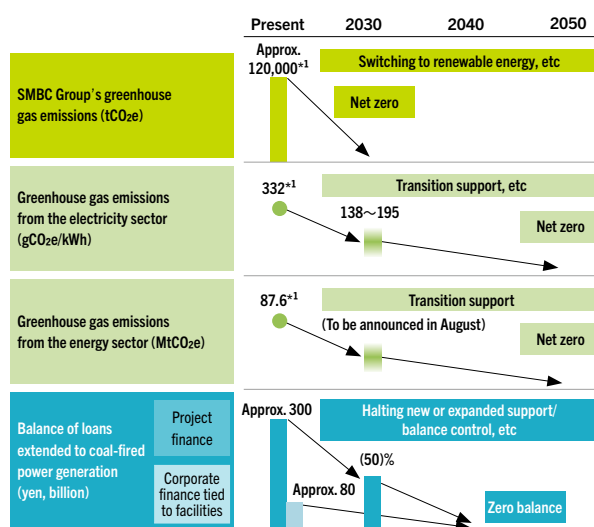 Present 2030 2040 2050
SMBC Group's greenhouse
gas emissions (tCO2e)
Approx.
120,000*1
Switching to renewable energy, etc
Net zero
Greenhouse gas emissions
from the electricity sector
(gCO2e/kWh)
332*1
Transition support, etc
138～195
Net zero
Greenhouse gas emissions
from the energy sector (MtCO2e)
87.6*1
Transition support
(To be announced in August)
Net zero
Balance of loans
extended to coal-fired
power generation
(yen, billion)
Project
finance
Corporate
finance tied
to facilities
Approx. 300
Halting new or expanded support/
balance control, etc
(50)%
Approx. 80
Zero balance